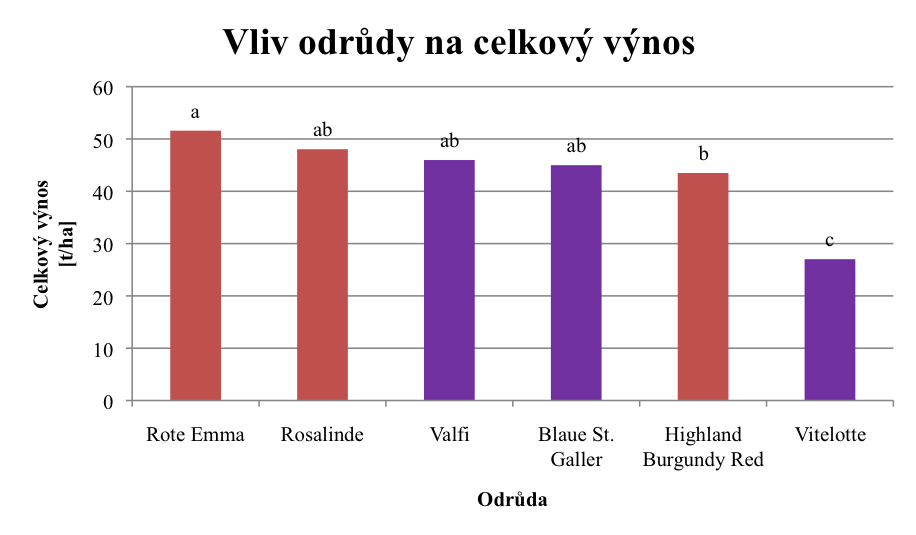 Vliv odrůdy na celkový výnos
60
50
40
30
20
10
0
Celkový výnos
[t/ha]
a
ab
ab
ab
b
c
Rote Emma
Rosalinde
Valfi
Blaue St.
Galler
Highland
Burgundy Red
Vitelotte
Odrůda